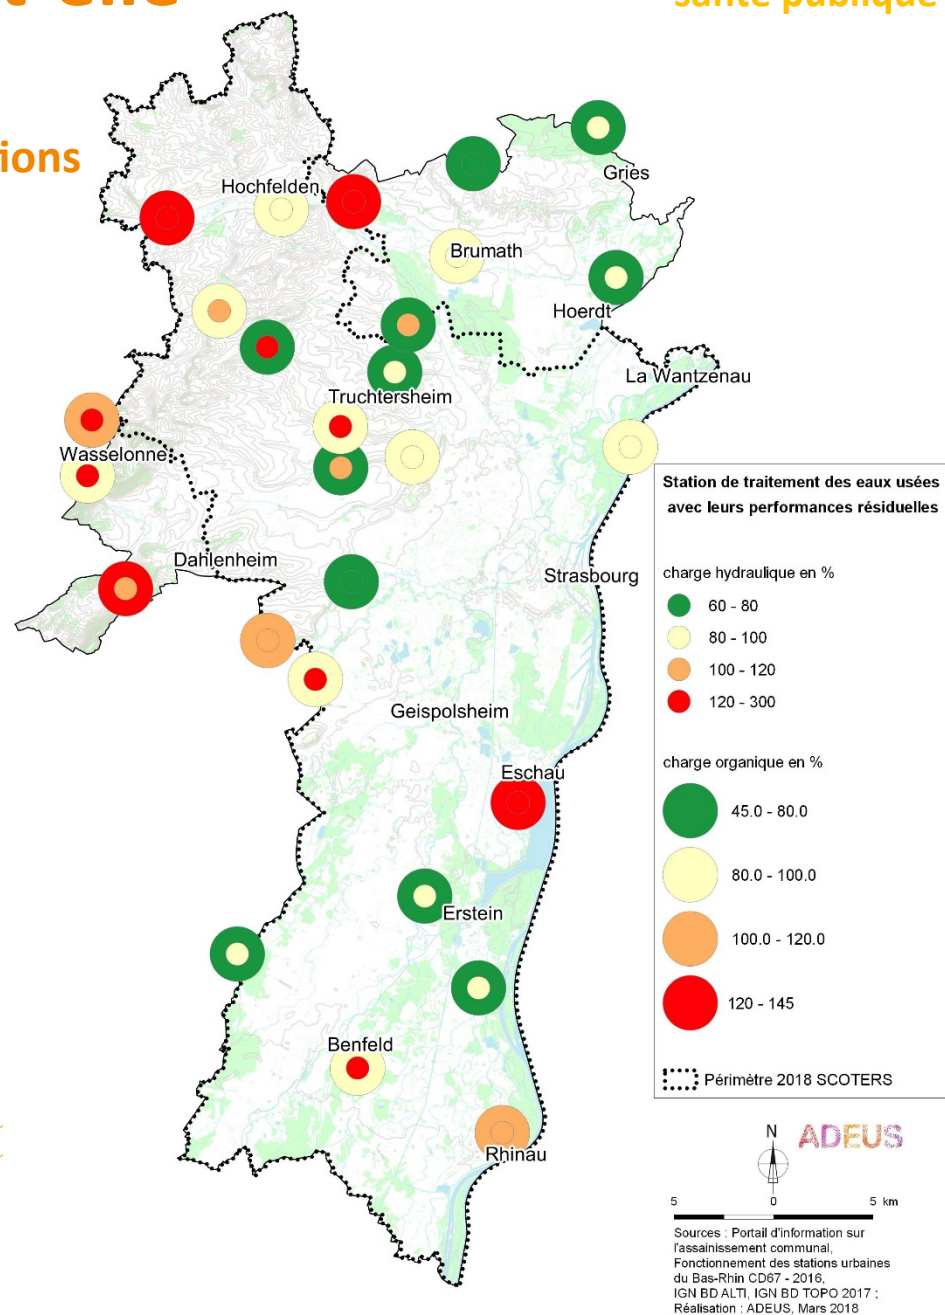 santé publique
ions
Hochfelden
Gries
Brumath
Hoerdt
La Wantzenau
Truchtersheim
Wasselonne
Dahlenheim
Strasbourg
Geispolsheim
Eschau
Erstein
Benfeld
Rhinau
Station de traitement des eaux usées
avec leurs performances résiduelles
charge hydraulique en %
60 - 80
80 - 100
100 - 120
120 - 300
charge organique en %
45.0 - 80.0
80.0 - 100.0
100.0 - 120.0
120 - 145
Périmètre 2018 SCOTERS
N
ADEUS
5 0 5 km
Sources : Portail d'information sur
l'assainissement communal,
Fonctionnement des stations urbaines
du Bas-Rhin CD67 - 2016,
IGN BD ALTI, IGN BD TOPO 2017 ;
Réalisation : ADEUS, Mars 2018